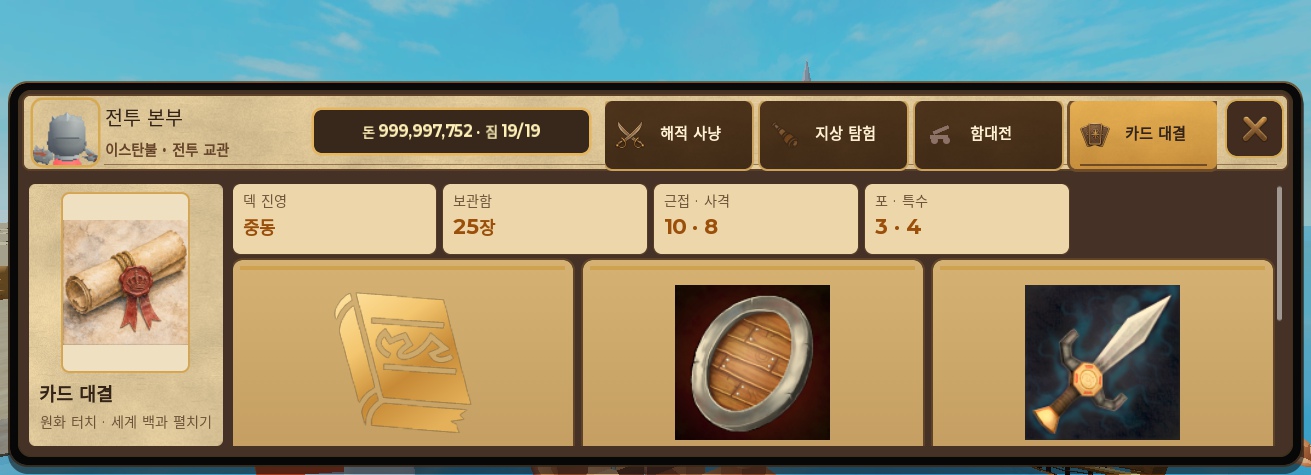 전투 본부
이스탄불 · 전투 교관
돈 999,997,752 · 짐 19/19
해적 사냥
지상 탐험
함대전
카드 대결
덱 진영
중동
보관함
25장
근접 · 사격
10 · 8
포 · 특수
3 · 4
카드 대결
원화 터치 · 세계 백과 펼치기